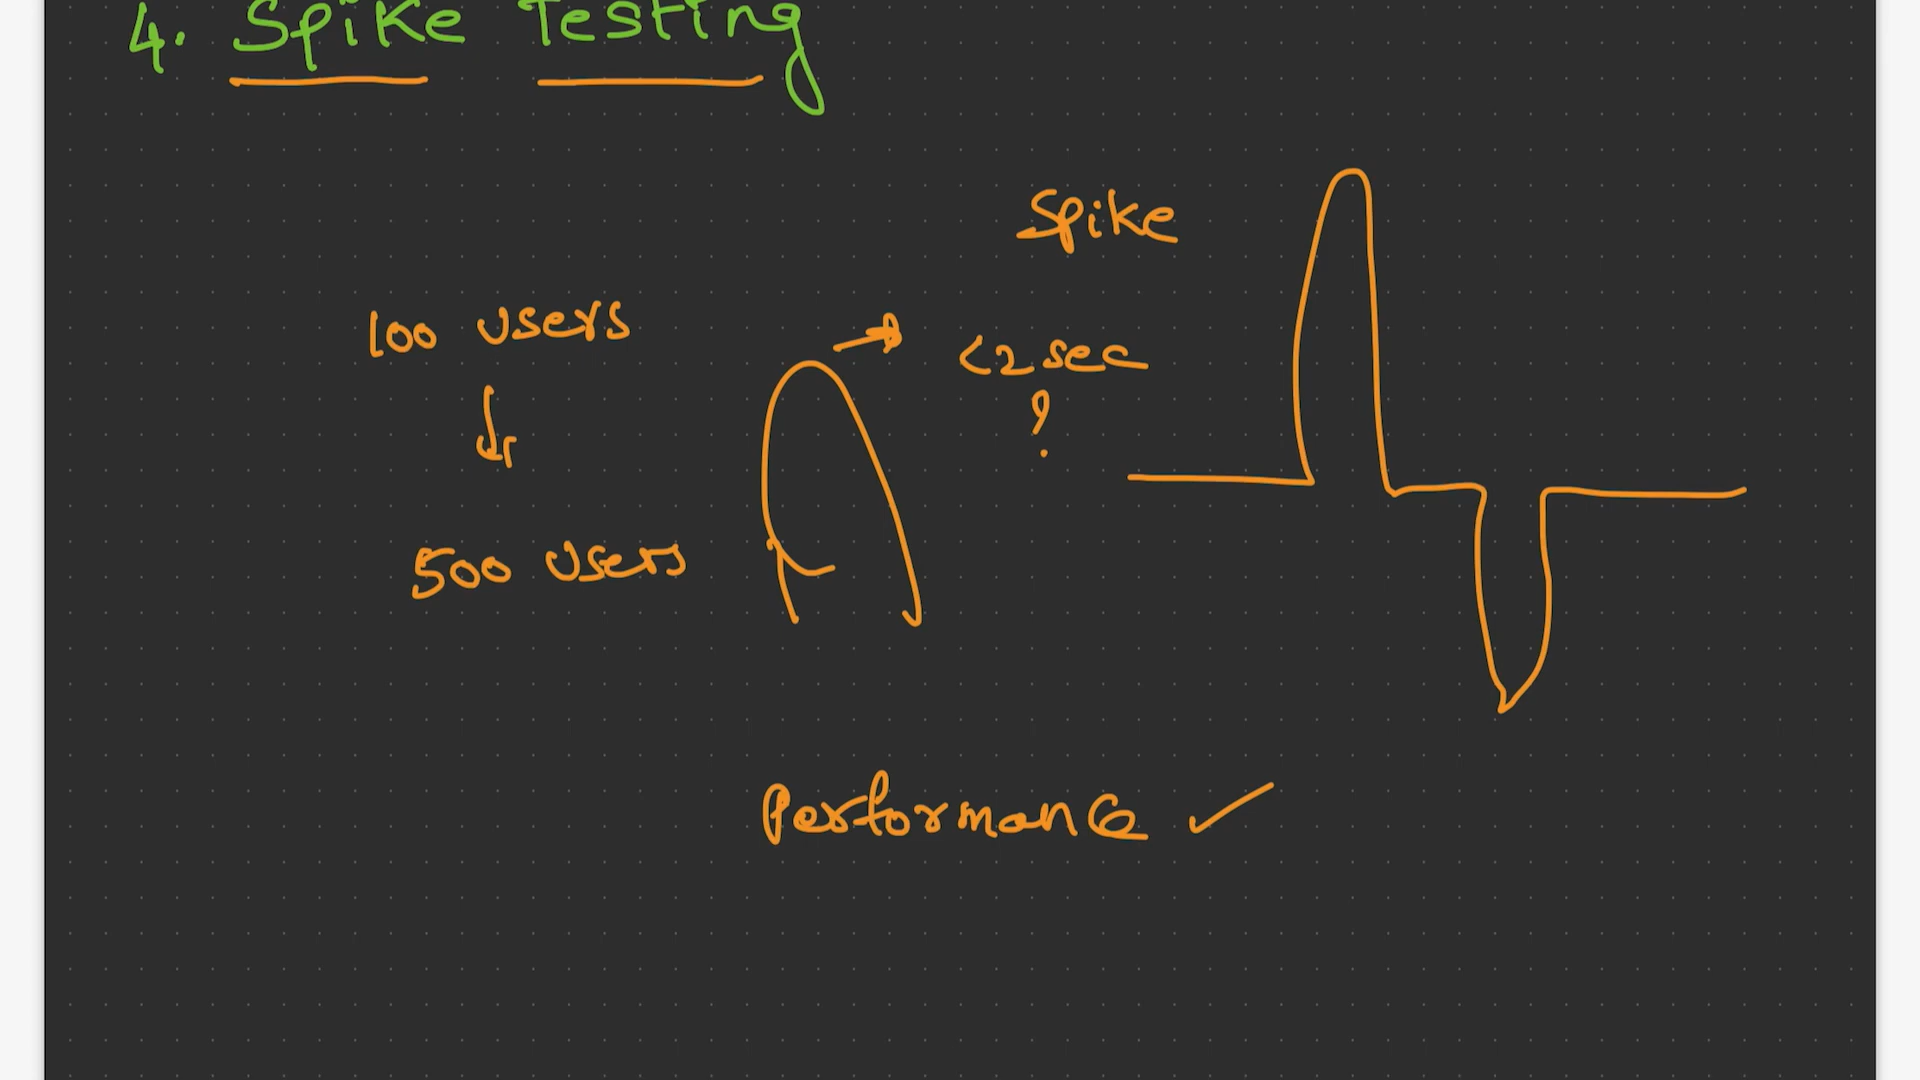 4. Spike Testing
Spike
100 users
<2 sec
?
500 users
Performance ✓